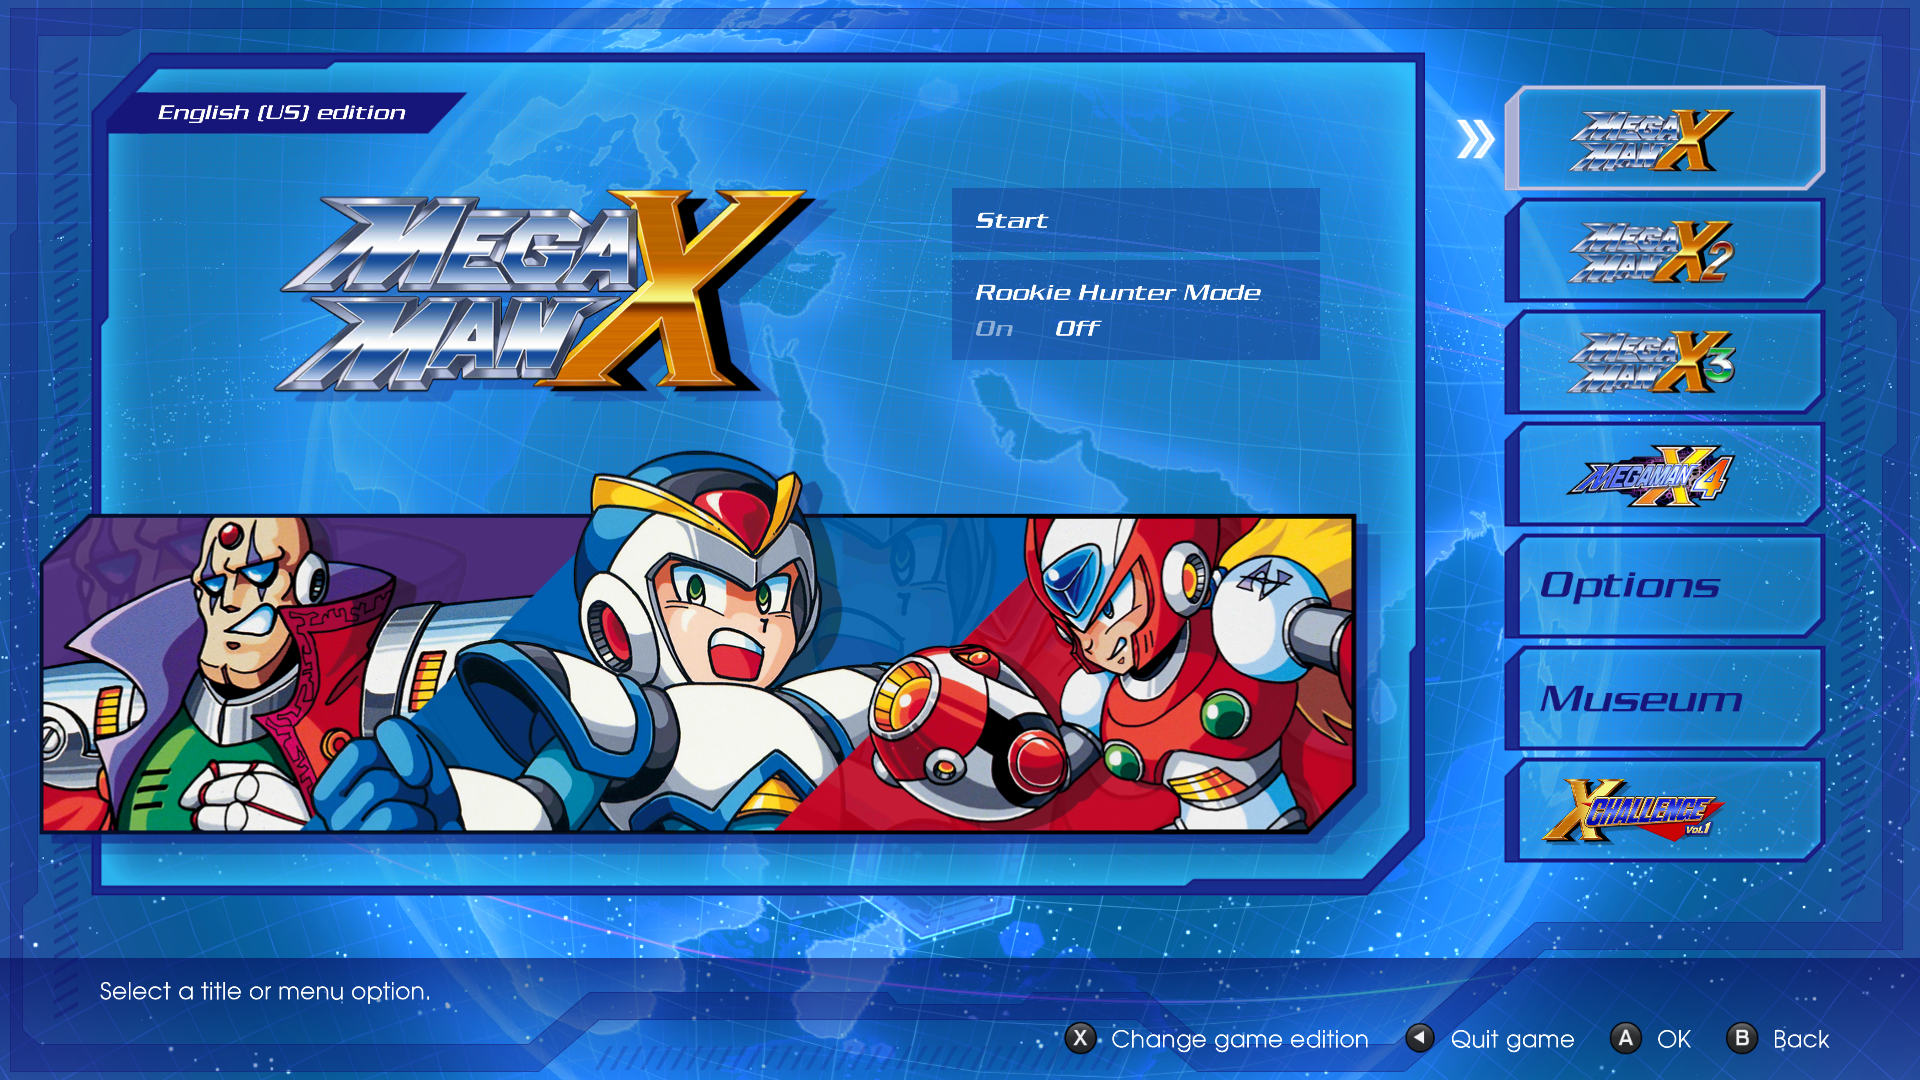 English (US) edition
MEGA
MAN X
Start
Rookie Hunter Mode
On Off
MEGA
MAN X
MEGA
MAN X2
MEGA
MAN X3
MEGAMAN X4
Options
Museum
X CHALLENGE
Vol.1
Select a title or menu option.
X Change game edition
Quit game
A OK
B Back